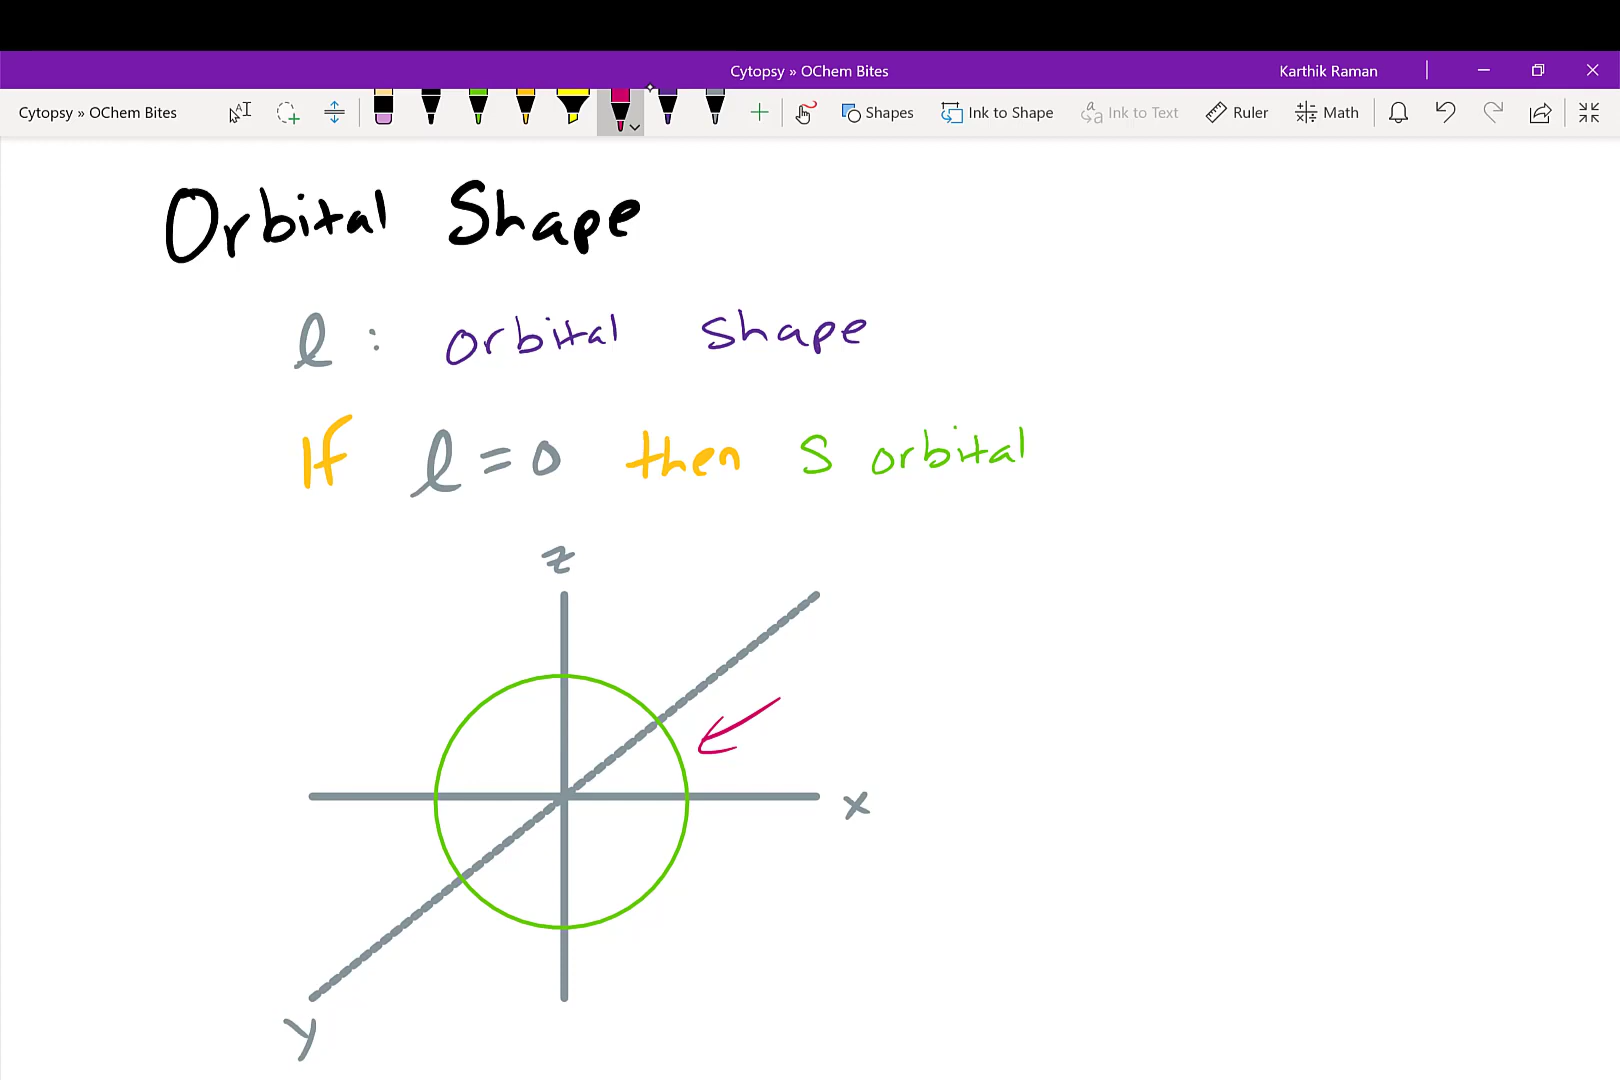 Cytopsy » OChem Bites
Karthik Raman
Cytopsy » OChem Bites
Shapes
Ink to Shape
Ink to Text
Ruler
Math
Orbital Shape
l : orbital shape
If l = 0 then s orbital
z
x
y